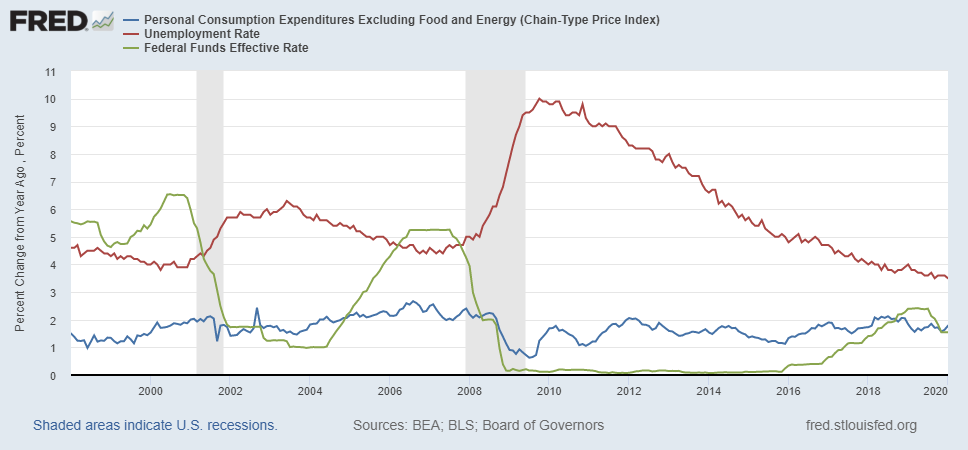 FRED
Personal Consumption Expenditures Excluding Food and Energy (Chain-Type Price Index)
Unemployment Rate
Federal Funds Effective Rate
Percent Change from Year Ago , Percent
11
10
9
8
7
6
5
4
3
2
1
0
2000 2002 2004 2006 2008 2010 2012 2014 2016 2018 2020
Shaded areas indicate U.S. recessions. Sources: BEA; BLS; Board of Governors fred.stlouisfed.org